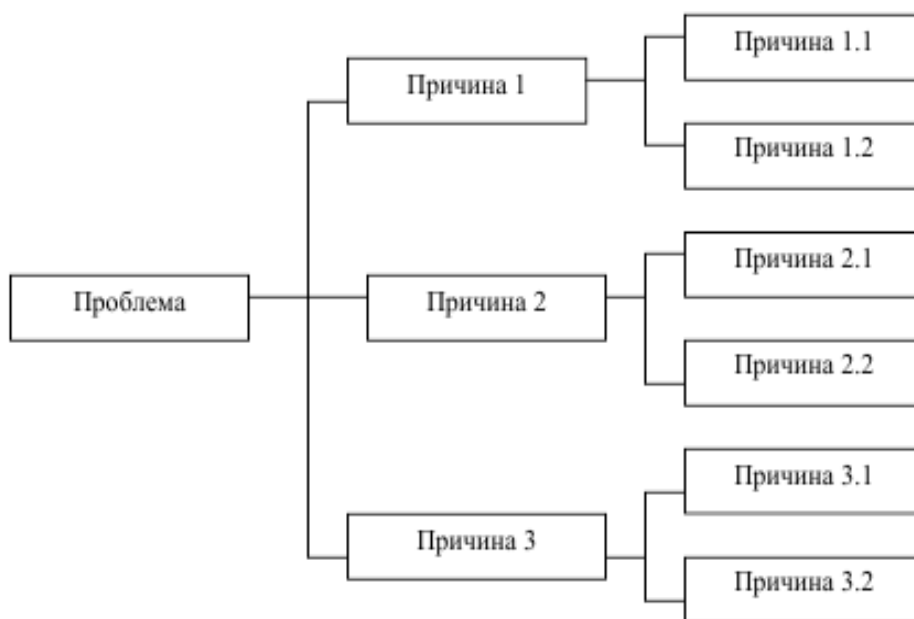 Проблема
Причина 1
Причина 1.1
Причина 1.2
Причина 2
Причина 2.1
Причина 2.2
Причина 3
Причина 3.1
Причина 3.2